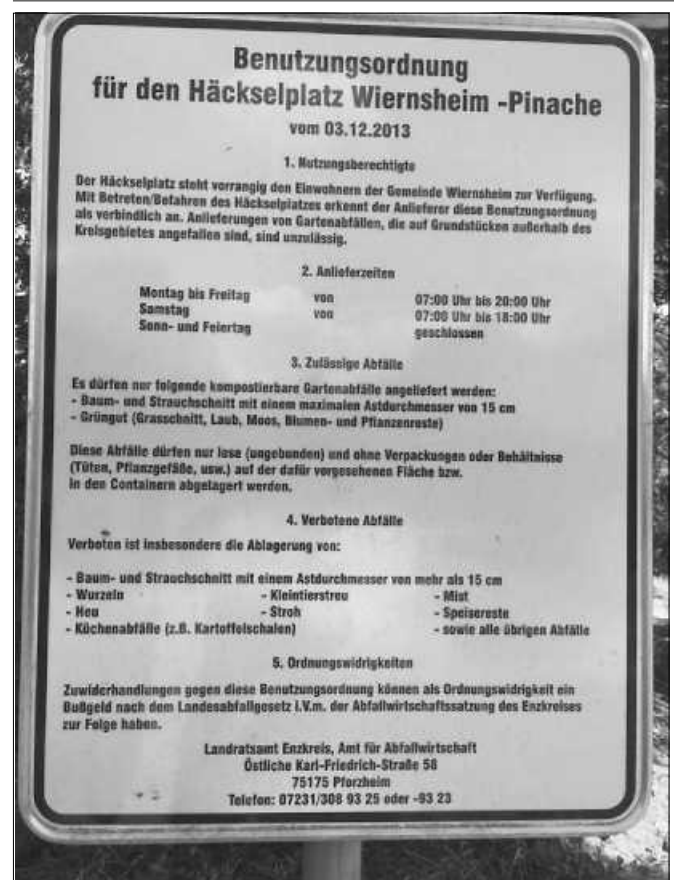 Benutzungsordnung
für den Häckselplatz Wiernsheim -Pinache
vom 03.12.2013
1. Nutzungsberechtigte
Der Häckselplatz steht vorrangig den Einwohnern der Gemeinde Wiernsheim zur Verfügung.
Mit Betreten/Befahren des Häckselplatzes erkennt der Anlieferer diese Benutzungsordnung
als verbindlich an. Anlieferungen von Gartenabfällen, die auf Grundstücken außerhalb des
Kreisgebietes angefallen sind, sind unzulässig.
2. Anlieferzeiten
Montag bis Freitag von 07:00 Uhr bis 20:00 Uhr
Samstag von 07:00 Uhr bis 18:00 Uhr
Sonn- und Feiertag geschlossen
3. Zulässige Abfälle
Es dürfen nur folgende kompostierbare Gartenabfälle angeliefert werden:
- Baum- und Strauchschnitt mit einem maximalen Astdurchmesser von 15 cm
- Grüngut (Grasschnitt, Laub, Moos, Blumen- und Pflanzenreste)
Diese Abfälle dürfen nur lose (ungebunden) und ohne Verpackungen oder Behältnisse
(Tüten, Pflanzgefäße, usw.) auf der dafür vorgesehenen Fläche bzw.
in den Containern abgelagert werden.
4. Verbotene Abfälle
Verboten ist insbesondere die Ablagerung von:
- Baum- und Strauchschnitt mit einem Astdurchmesser von mehr als 15 cm
- Wurzeln - Kleintierstreu - Mist
- Heu - Stroh - Speisereste
- Küchenabfälle (z.B. Kartoffelschalen) - sowie alle übrigen Abfälle
5. Ordnungswidrigkeiten
Zuwiderhandlungen gegen diese Benutzungsordnung können als Ordnungswidrigkeit ein
Bußgeld nach dem Landesabfallgesetz i.V.m. der Abfallwirtschaftssatzung des Enzkreises
zur Folge haben.
Landratsamt Enzkreis, Amt für Abfallwirtschaft
Östliche Karl-Friedrich-Straße 58
75175 Pforzheim
Telefon: 07231/308 93 25 oder -93 23